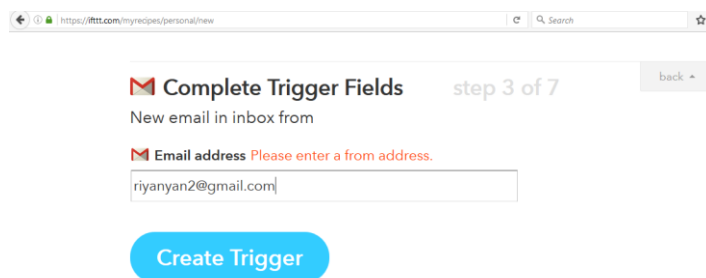 https://ifttt.com/myrecipes/personal/new
Search
Complete Trigger Fields
step 3 of 7
back
New email in inbox from
Email address Please enter a from address.
riyanyan2@gmail.com
Create Trigger